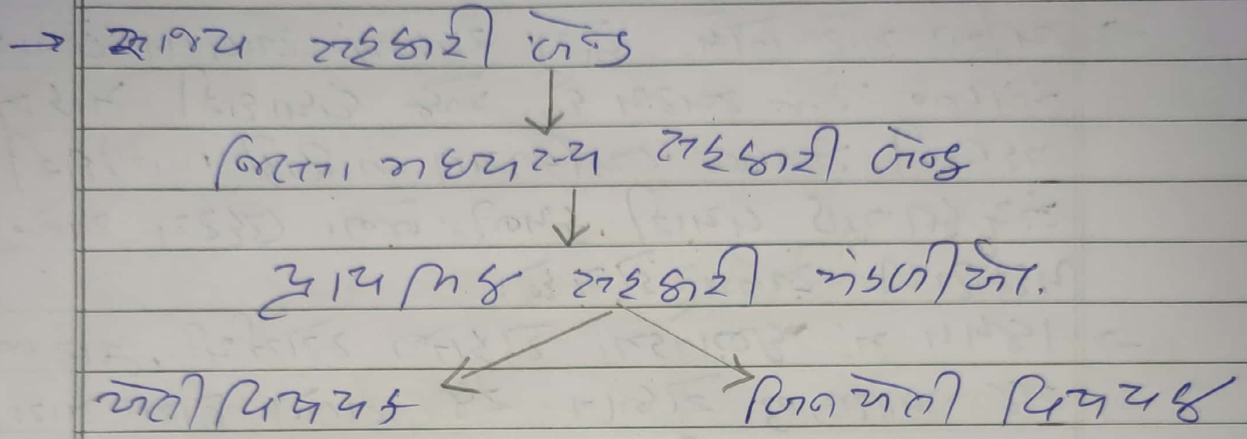 → રાજ્ય સહકારી બેન્ક
જિલ્લા મધ્યસ્થ સહકારી બેન્ક
પ્રાથમિક સહકારી મંડળીઓ.
ખેતી વિષયક બિનખેતી વિષયક